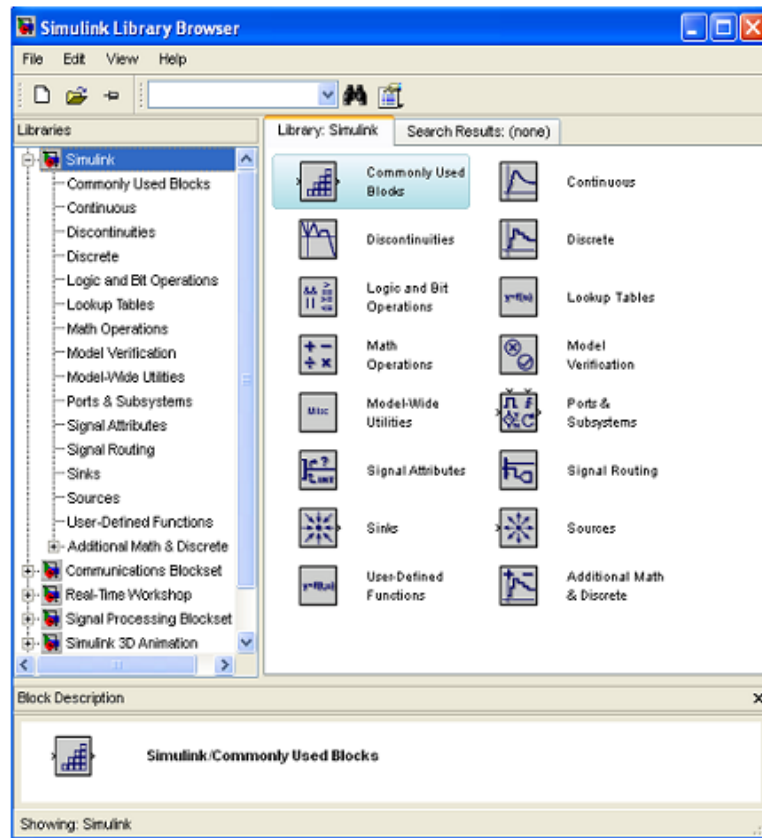 Simulink Library Browser
File Edit View Help
Libraries
Simulink
Commonly Used Blocks
Continuous
Discontinuities
Discrete
Logic and Bit Operations
Lookup Tables
Math Operations
Model Verification
Model-Wide Utilities
Ports & Subsystems
Signal Attributes
Signal Routing
Sinks
Sources
User-Defined Functions
Additional Math & Discrete
Communications Blockset
Real-Time Workshop
Signal Processing Blockset
Simulink 3D Animation
Library: Simulink Search Results: (none)
Commonly Used
Blocks
Continuous
Discontinuities
Discrete
Logic and Bit
Operations
y=f(u)
Lookup Tables
Math
Operations
Model
Verification
Misc
Model-Wide
Utilities
Ports &
Subsystems
Signal Attributes
Signal Routing
Sinks
Sources
User-Defined
Functions
Additional Math
& Discrete
Block Description
Simulink/Commonly Used Blocks
Showing: Simulink